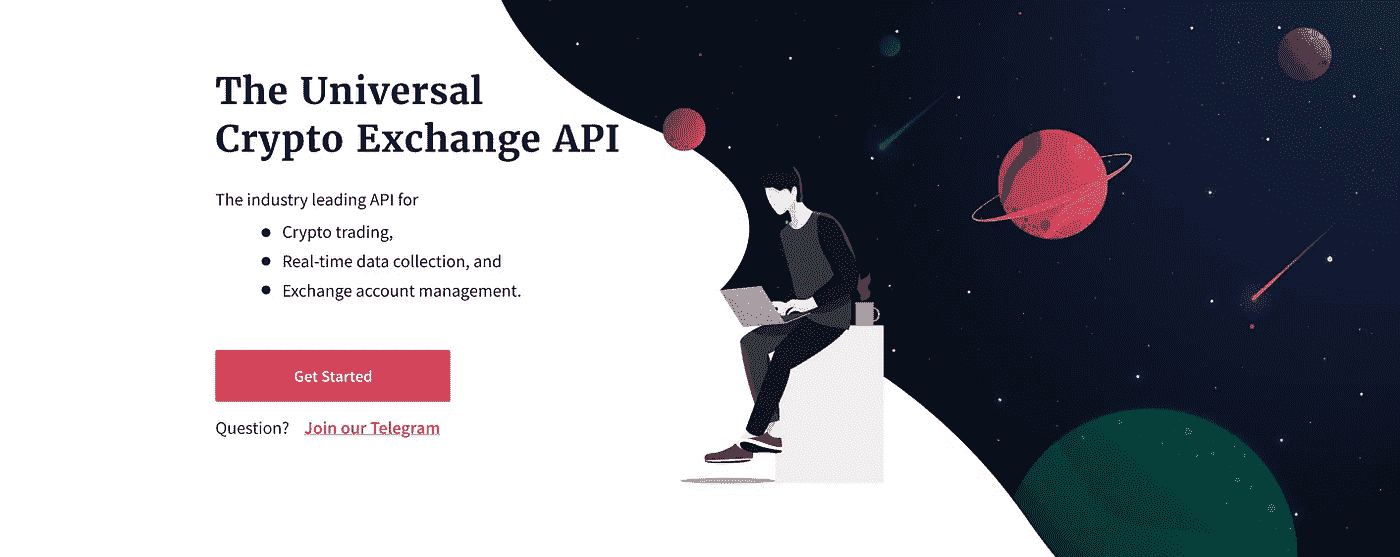 The Universal
Crypto Exchange API
The industry leading API for
● Crypto trading,
● Real-time data collection, and
● Exchange account management.
Get Started
Question? Join our Telegram